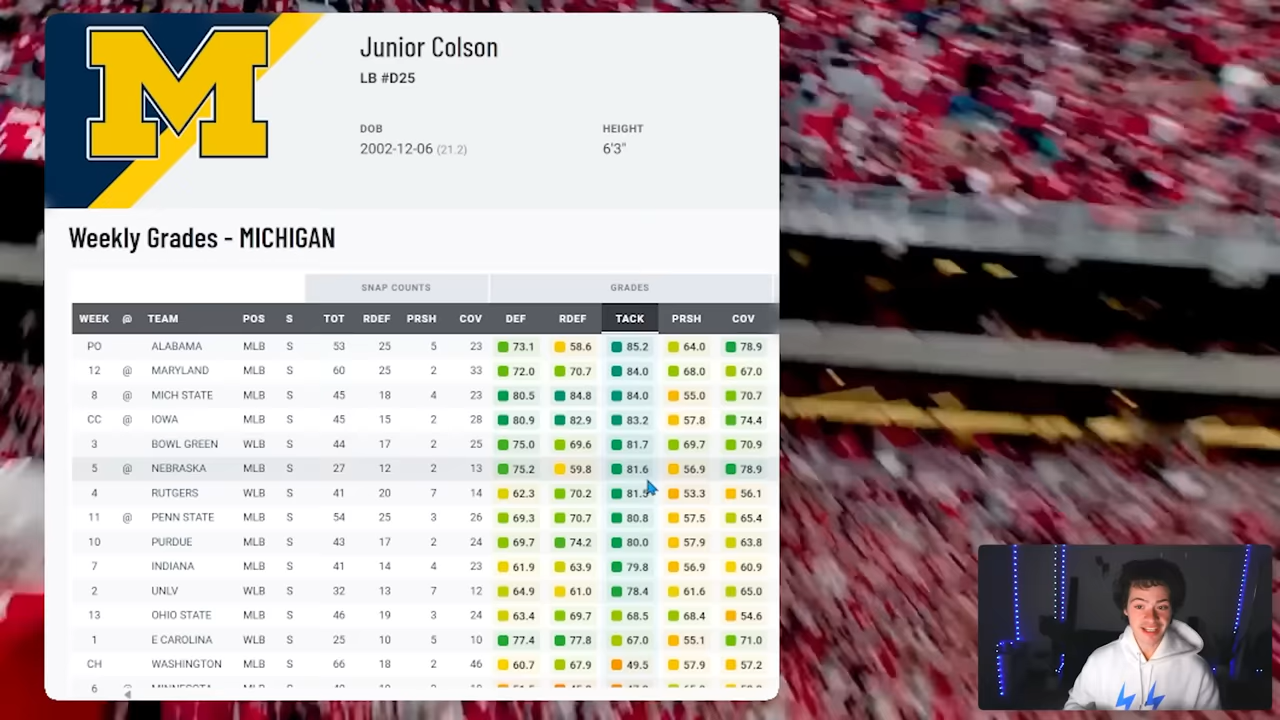 M
Junior Colson
LB #D25
DOB HEIGHT
2002-12-06 (21.2) 6'3"
Weekly Grades - MICHIGAN
SNAP COUNTS GRADES
WEEK @ TEAM POS S TOT RDEF PRSH COV DEF RDEF TACK PRSH COV
PO ALABAMA MLB S 53 25 5 23 73.1 58.6 85.2 64.0 78.9
12 @ MARYLAND MLB S 60 25 2 33 72.0 70.7 84.0 68.0 67.0
8 @ MICH STATE MLB S 45 18 4 23 80.5 84.8 84.0 55.0 70.7
CC @ IOWA MLB S 45 15 2 28 80.9 82.9 83.2 57.8 74.4
3 BOWL GREEN WLB S 44 17 2 25 75.0 69.6 81.7 69.7 70.9
5 @ NEBRASKA MLB S 27 12 2 13 75.2 59.8 81.6 56.9 78.9
4 RUTGERS WLB S 41 20 7 14 62.3 70.2 81.5 53.3 56.1
11 @ PENN STATE MLB S 54 25 3 26 69.3 70.7 80.8 57.5 65.4
10 PURDUE MLB S 43 17 2 24 69.7 74.2 80.0 57.9 63.8
7 INDIANA MLB S 41 14 4 23 61.9 63.9 79.8 56.9 60.9
2 UNLV WLB S 32 13 7 12 64.9 61.0 78.4 61.6 65.0
13 OHIO STATE MLB S 46 19 3 24 63.4 69.7 68.5 68.4 54.6
1 E CAROLINA WLB S 25 10 5 10 77.4 77.8 67.0 55.1 71.0
CH WASHINGTON MLB S 66 18 2 46 60.7 67.9 49.5 57.9 57.2
6 @ MINNESOTA MLB S